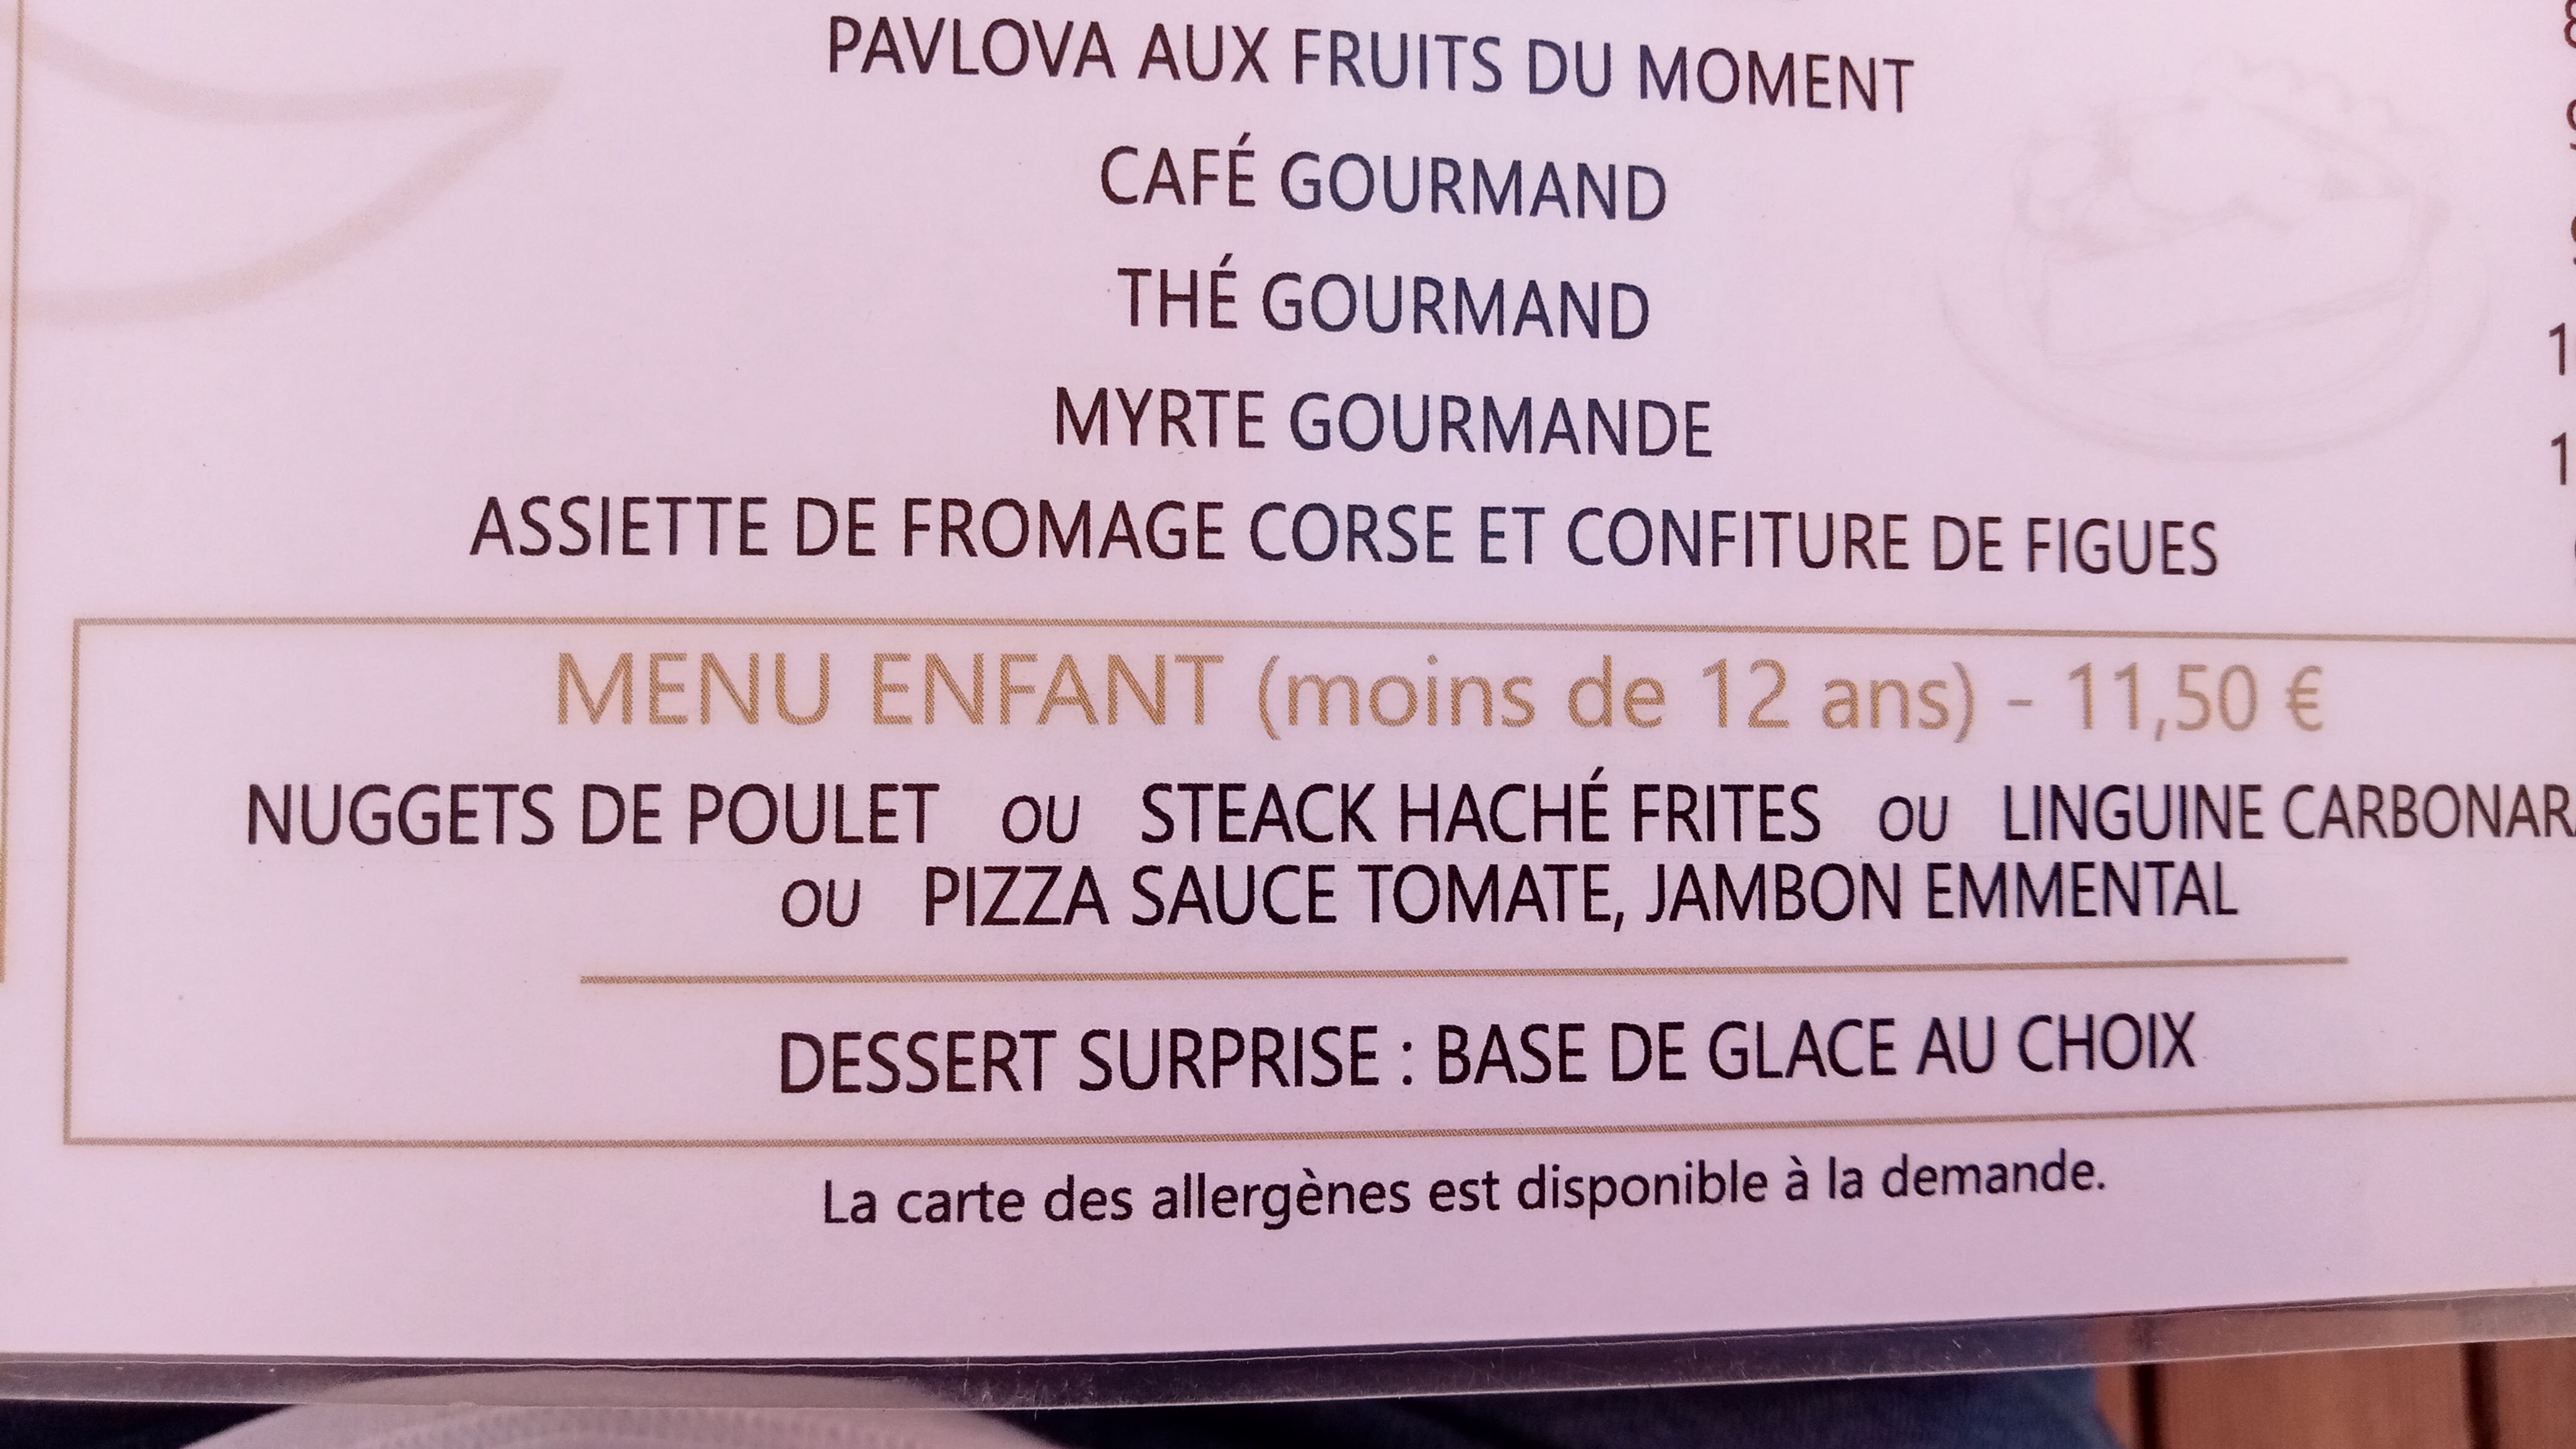 PAVLOVA AUX FRUITS DU MOMENT
CAFÉ GOURMAND
THÉ GOURMAND
MYRTE GOURMANDE
ASSIETTE DE FROMAGE CORSE ET CONFITURE DE FIGUES
MENU ENFANT (moins de 12 ans) - 11,50 €
NUGGETS DE POULET OU STEACK HACHÉ FRITES OU LINGUINE
OU PIZZA SAUCE TOMATE, JAMBON EMMENTAL
DESSERT SURPRISE : BASE DE GLACE AU CHOIX
La carte des allergènes est disponible à la demande.